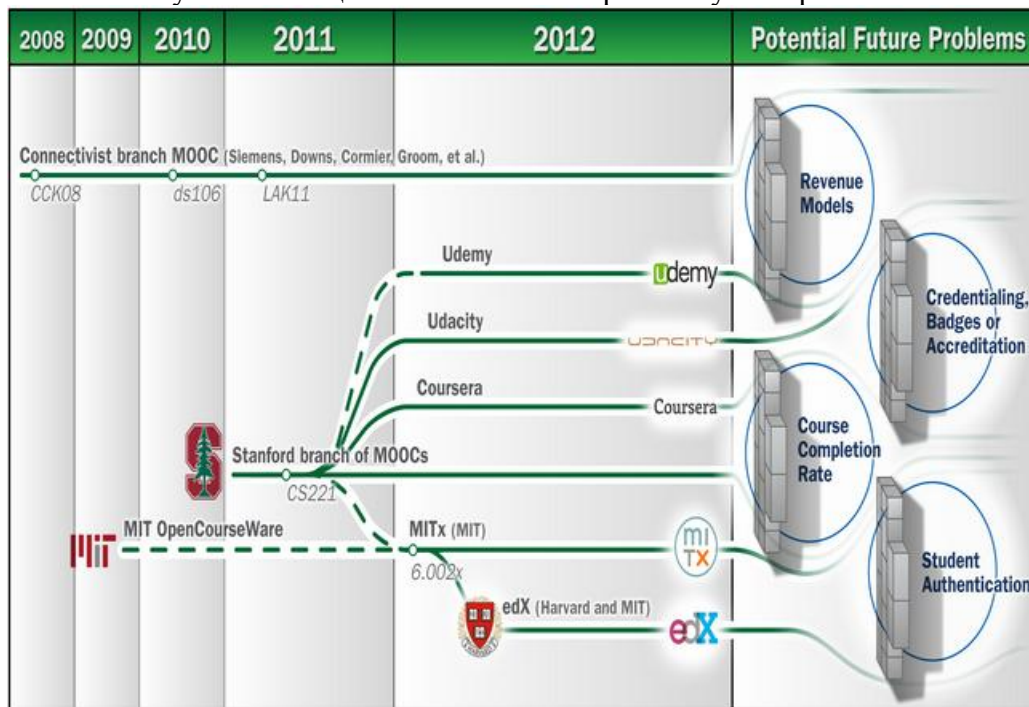 2008 2009 2010 2011 2012 Potential Future Problems
Connectivist branch MOOC (Siemens, Downs, Cormier, Groom, et al.)
CCK08 ds106 LAK11
Revenue
Models
Udemy
udemy
Credentialing,
Badges or
Accreditation
Udacity
UDACITY
Coursera
Coursera
Course
Completion
Rate
S
Stanford branch of MOOCs
CS221
MIT
MIT OpenCourseWare
MITx (MIT)
6.002x
MI
TX
Student
Authentication
edX (Harvard and MIT)
edX